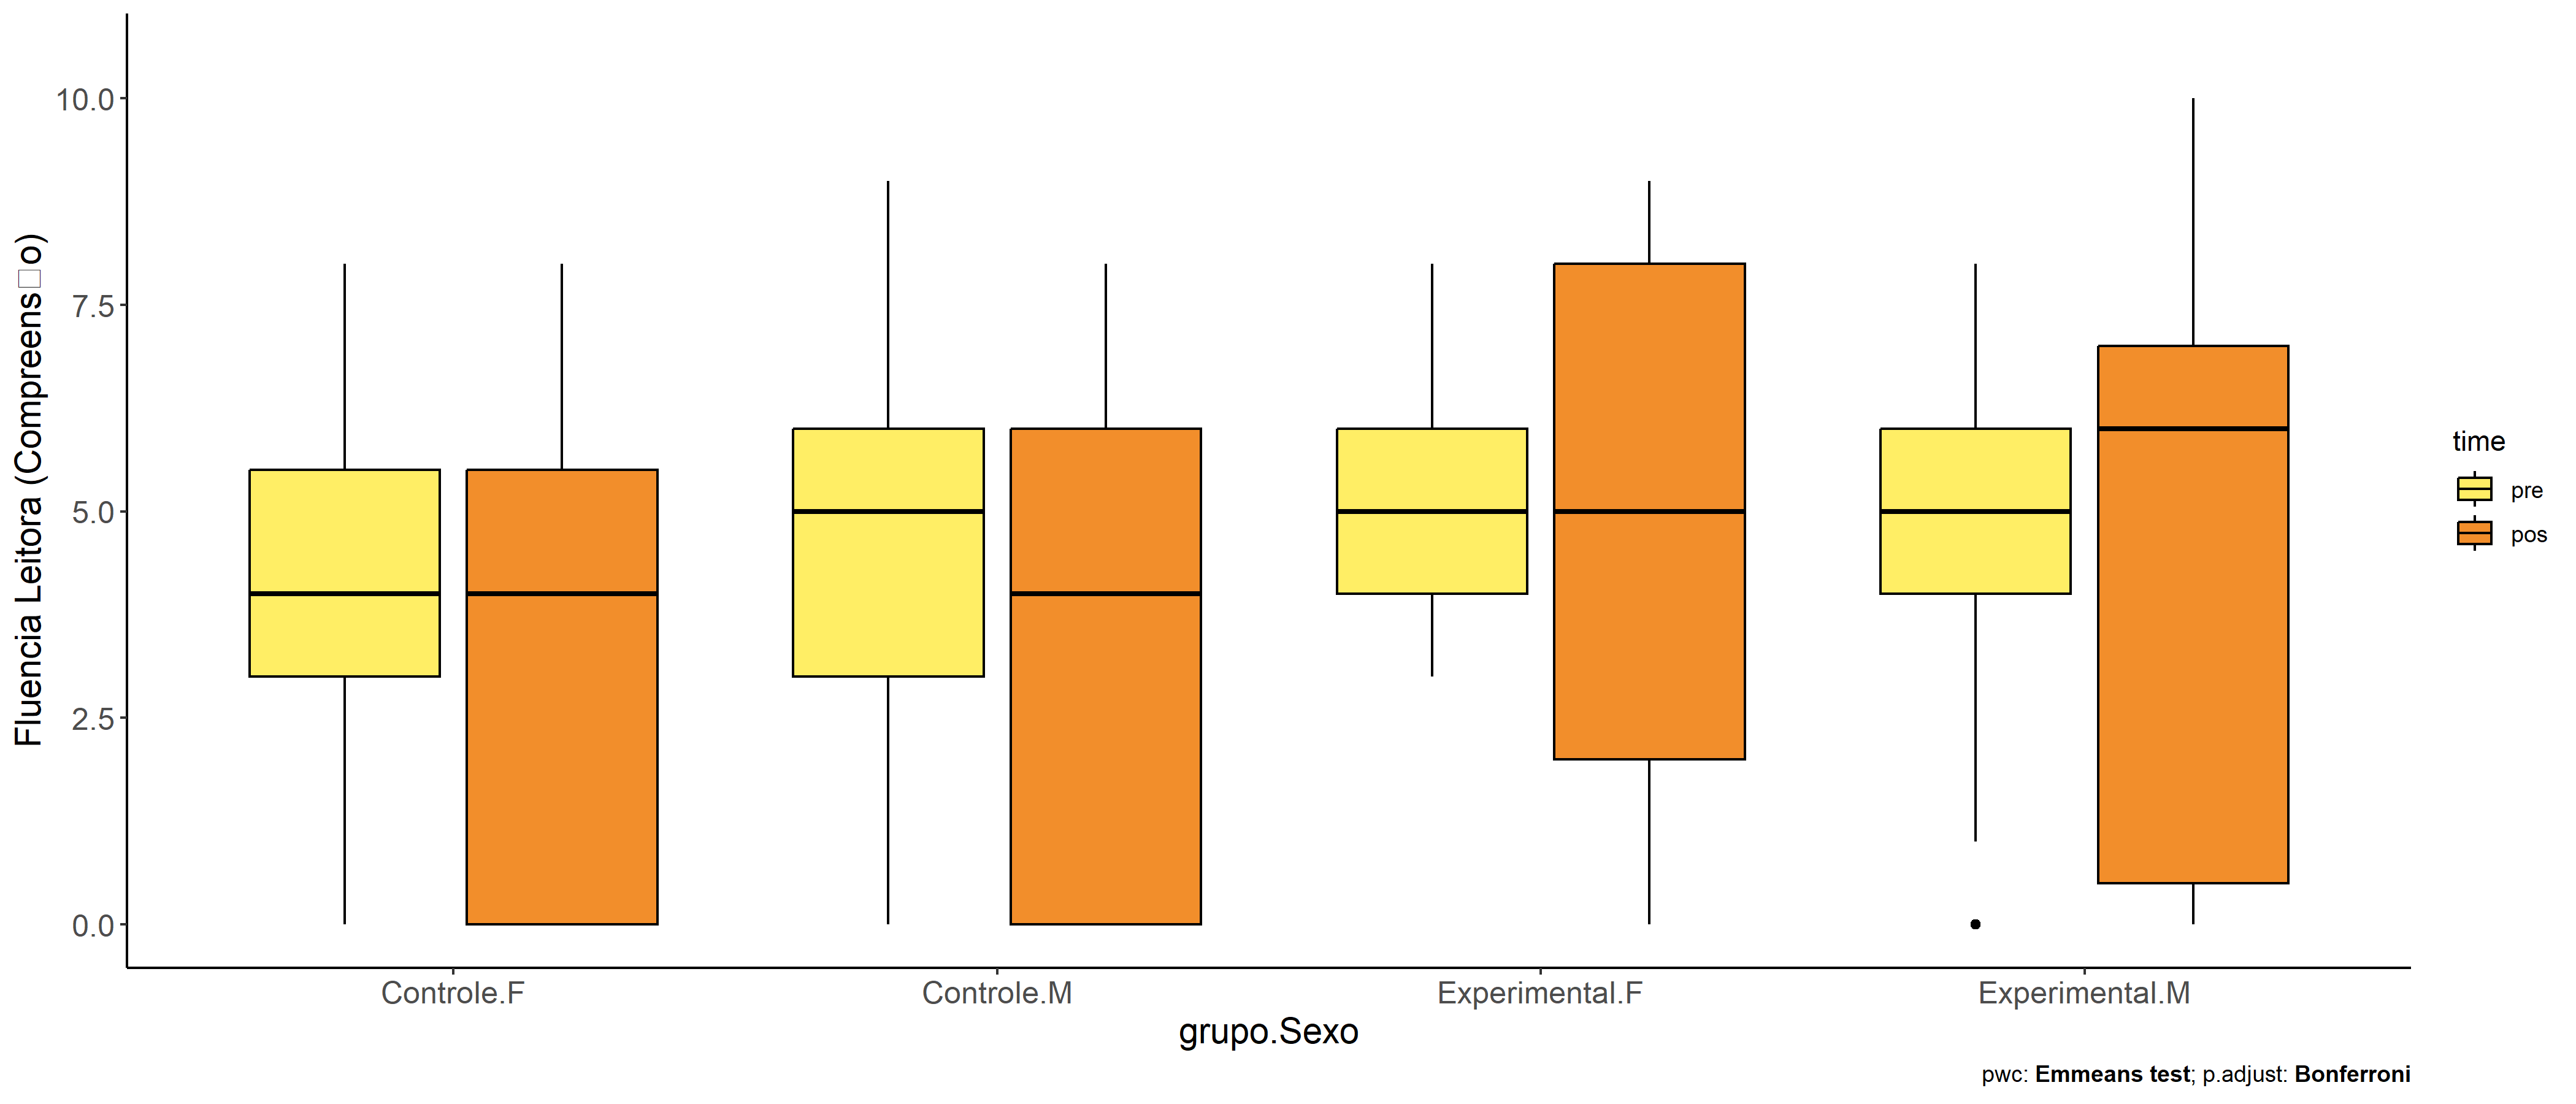 Fluencia Leitora (Compreens□o)
10.0
7.5
5.0
2.5
0.0
Controle.F
Controle.M
Experimental.F
Experimental.M
grupo.Sexo
time
pre
pos
pwc: Emmeans test; p.adjust: Bonferroni